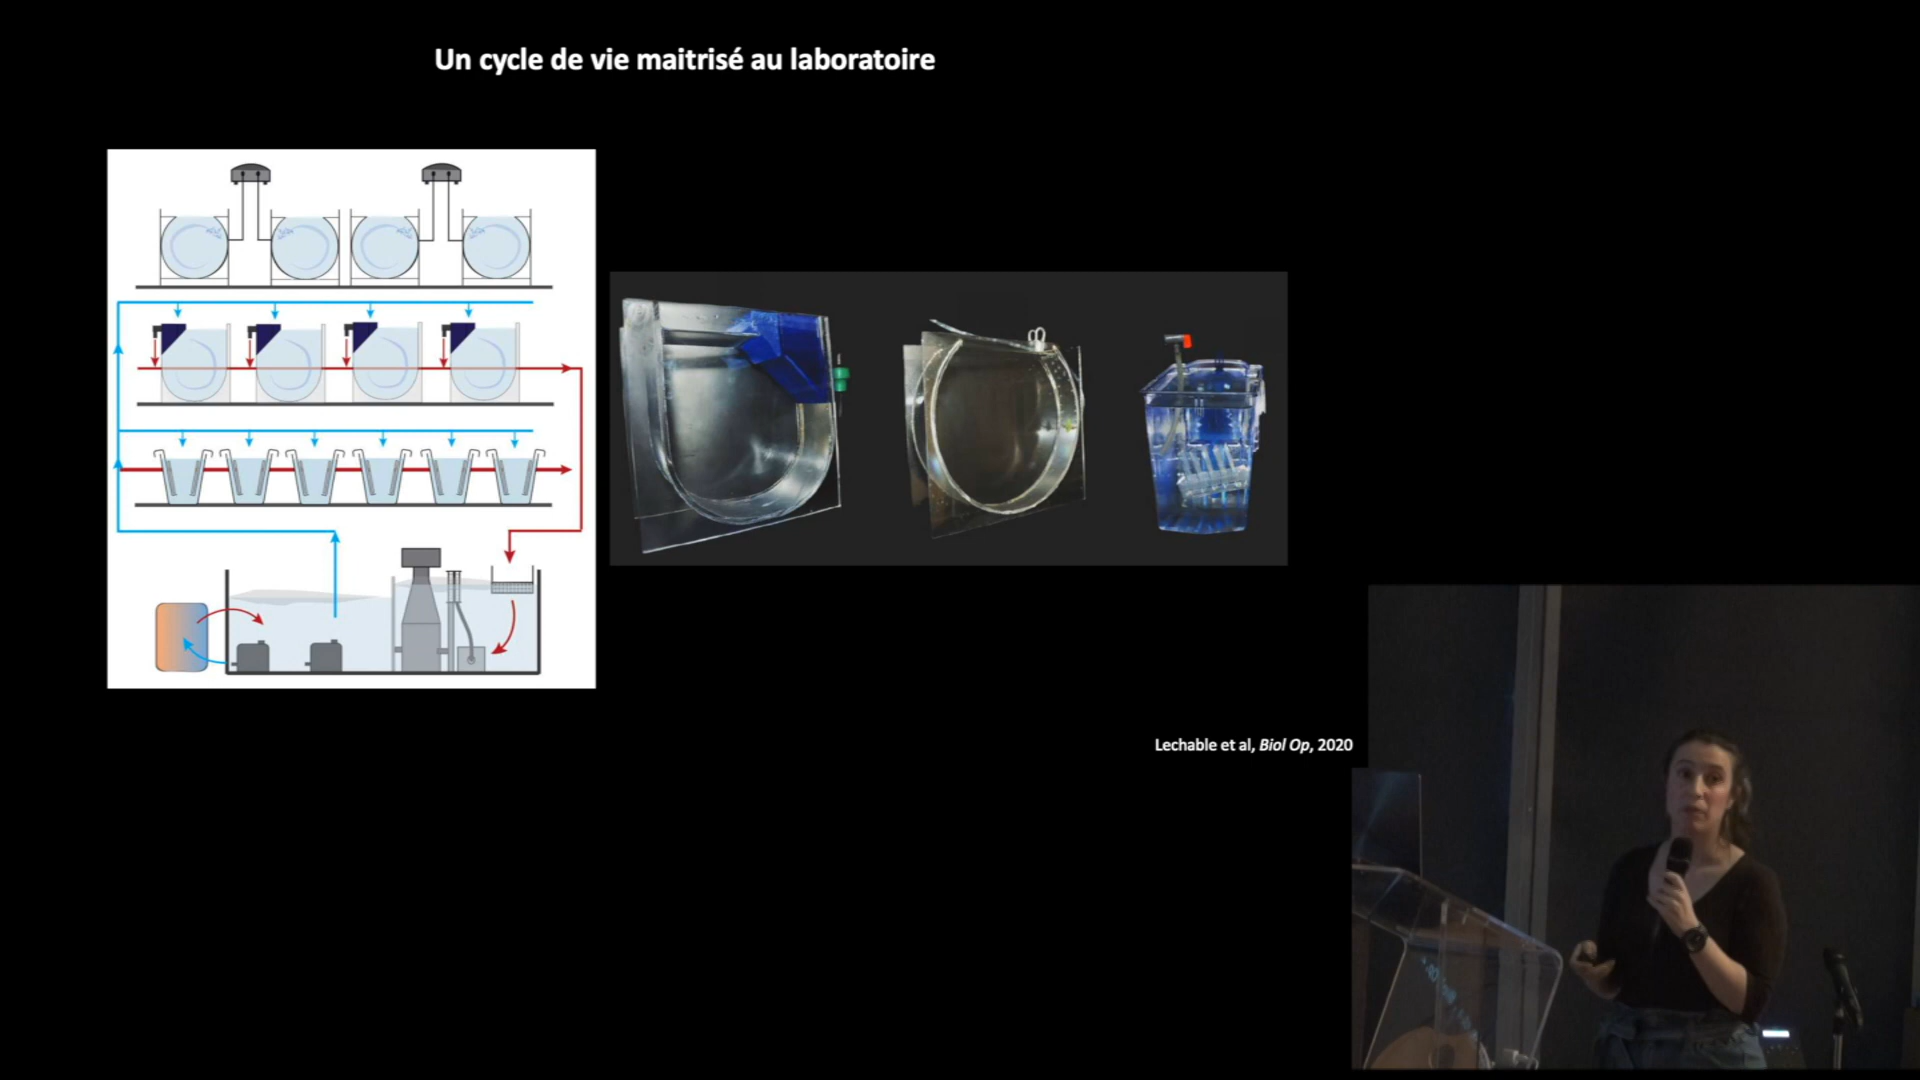 Un cycle de vie maitrisé au laboratoire
Lechable et al, Biol Op, 2020